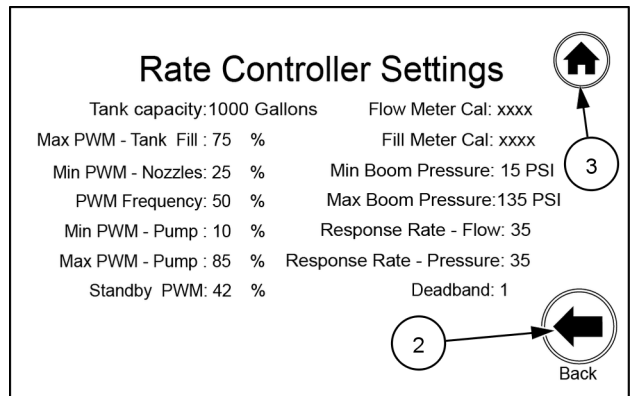 Rate Controller Settings
Tank capacity:1000 Gallons
Max PWM - Tank Fill : 75 %
Min PWM - Nozzles: 25 %
PWM Frequency: 50 %
Min PWM - Pump : 10 %
Max PWM - Pump : 85 %
Standby PWM: 42 %
Flow Meter Cal: xxxx
Fill Meter Cal: xxxx
Min Boom Pressure: 15 PSI
Max Boom Pressure:135 PSI
Response Rate - Flow: 35
Response Rate - Pressure: 35
Deadband: 1
3
2
Back